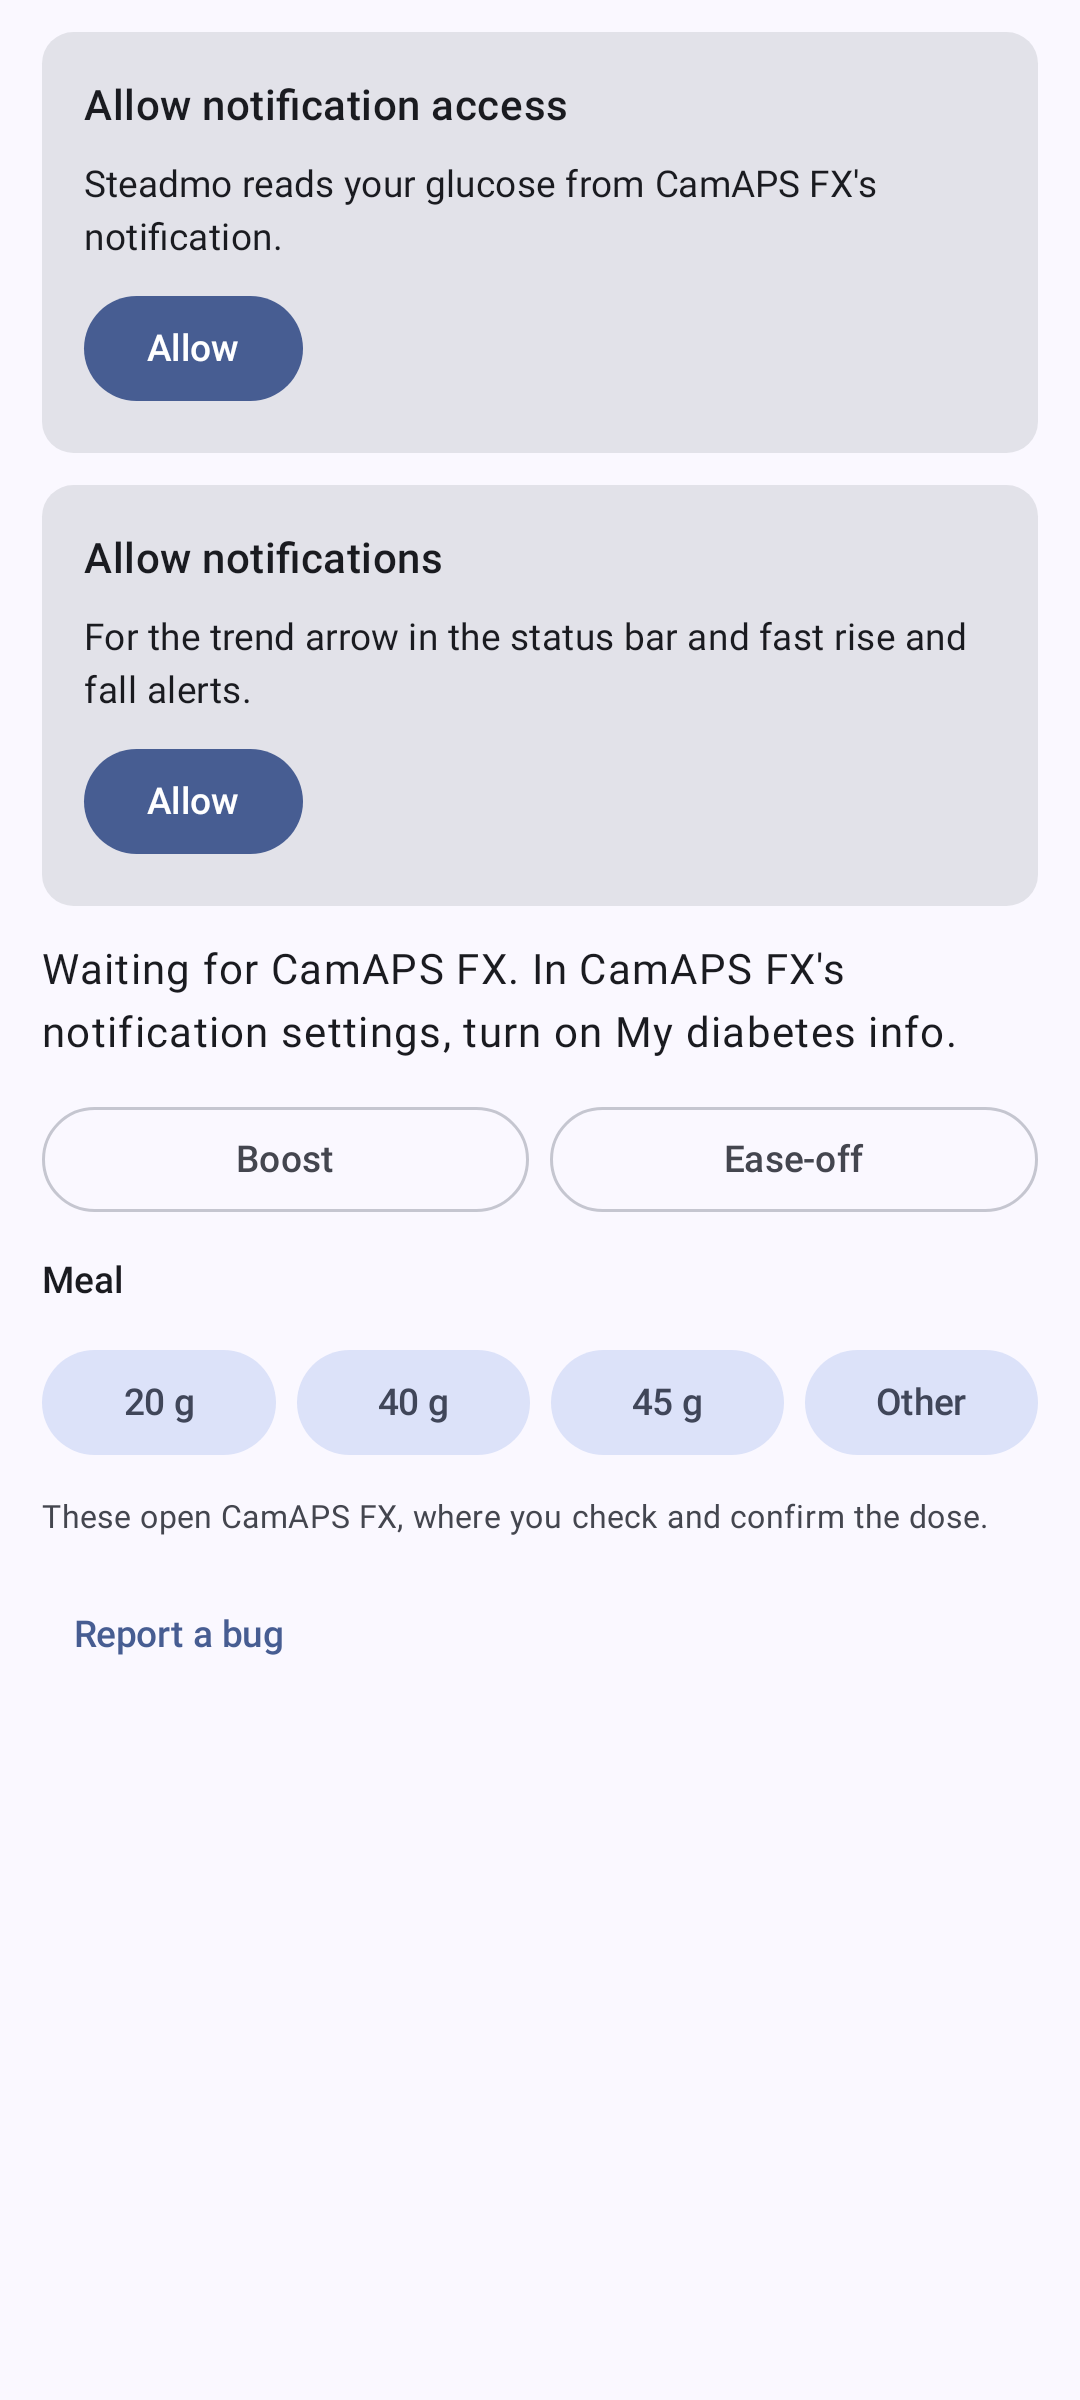 Allow notification access
Steadmo reads your glucose from CamAPS FX's
notification.
Allow
Allow notifications
For the trend arrow in the status bar and fast rise and
fall alerts.
Allow
Waiting for CamAPS FX. In CamAPS FX's
notification settings, turn on My diabetes info.
Boost
Ease-off
Meal
20 g
40 g
45 g
Other
These open CamAPS FX, where you check and confirm the dose.
Report a bug